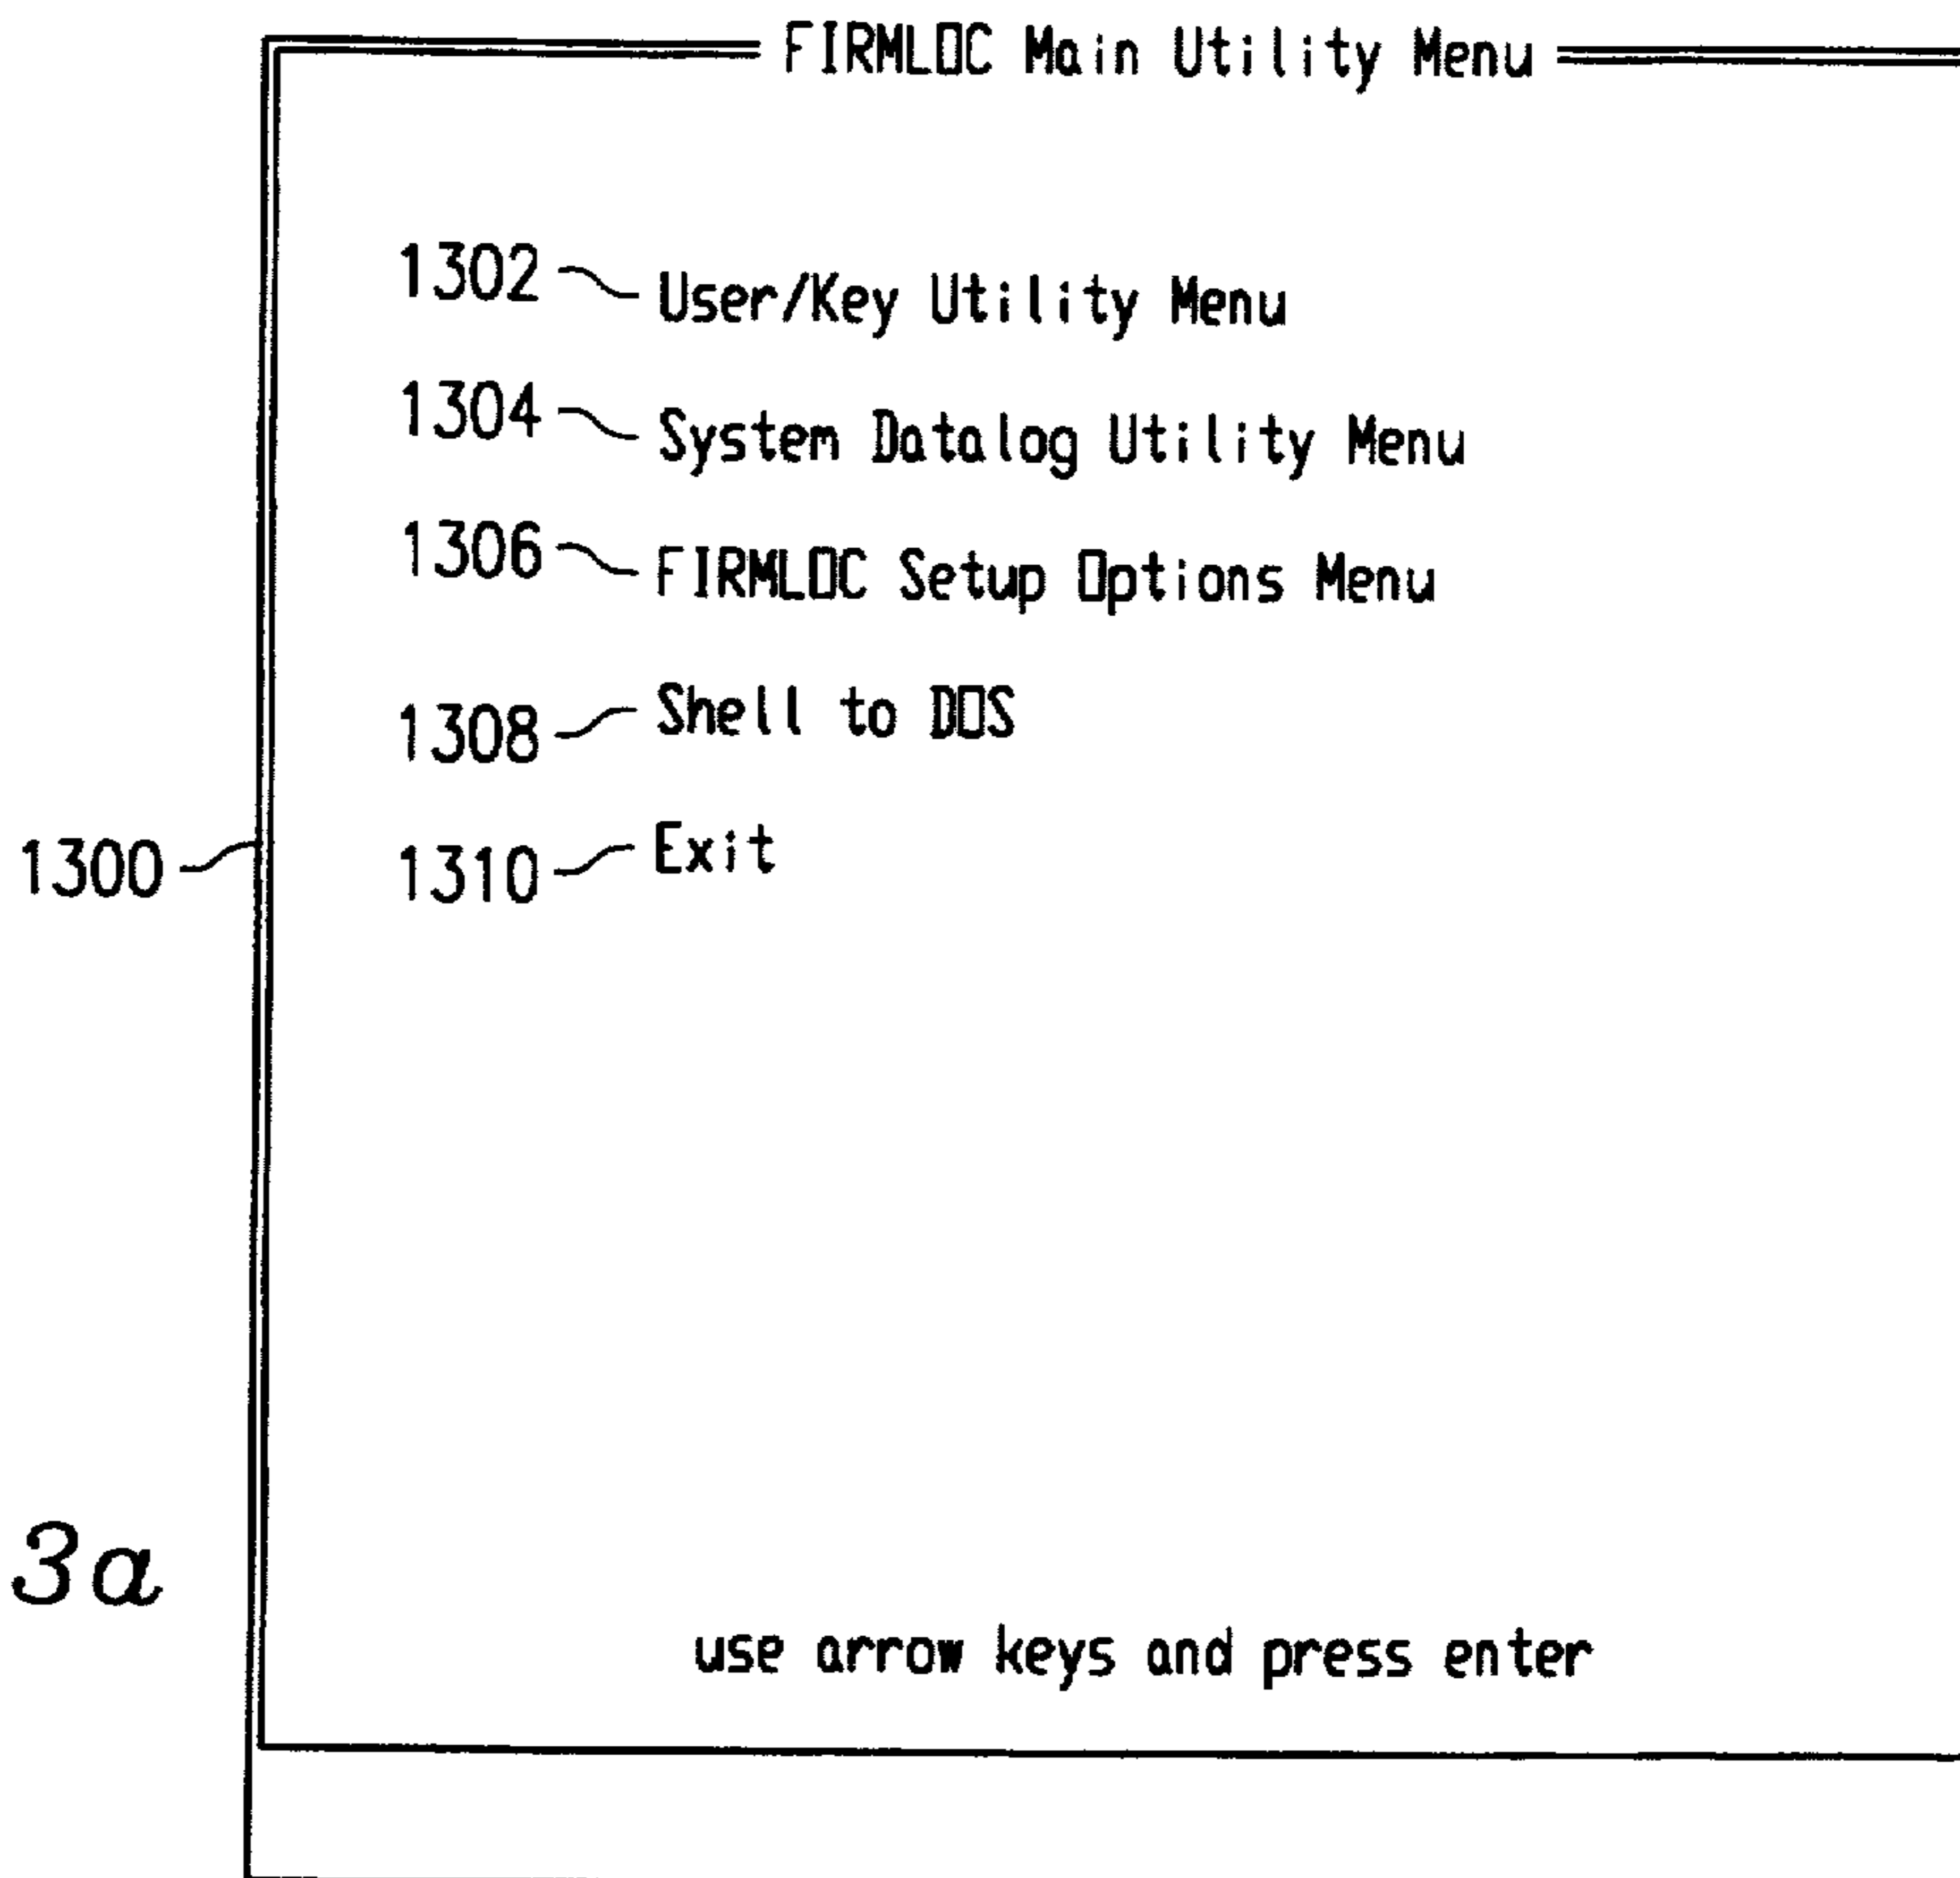 FIRMLOC Main Utility Menu
1302 User/Key Utility Menu
1304 System Datalog Utility Menu
1306 FIRMLOC Setup Options Menu
1308 Shell to DOS
1300
1310 Exit
3a
use arrow keys and press enter